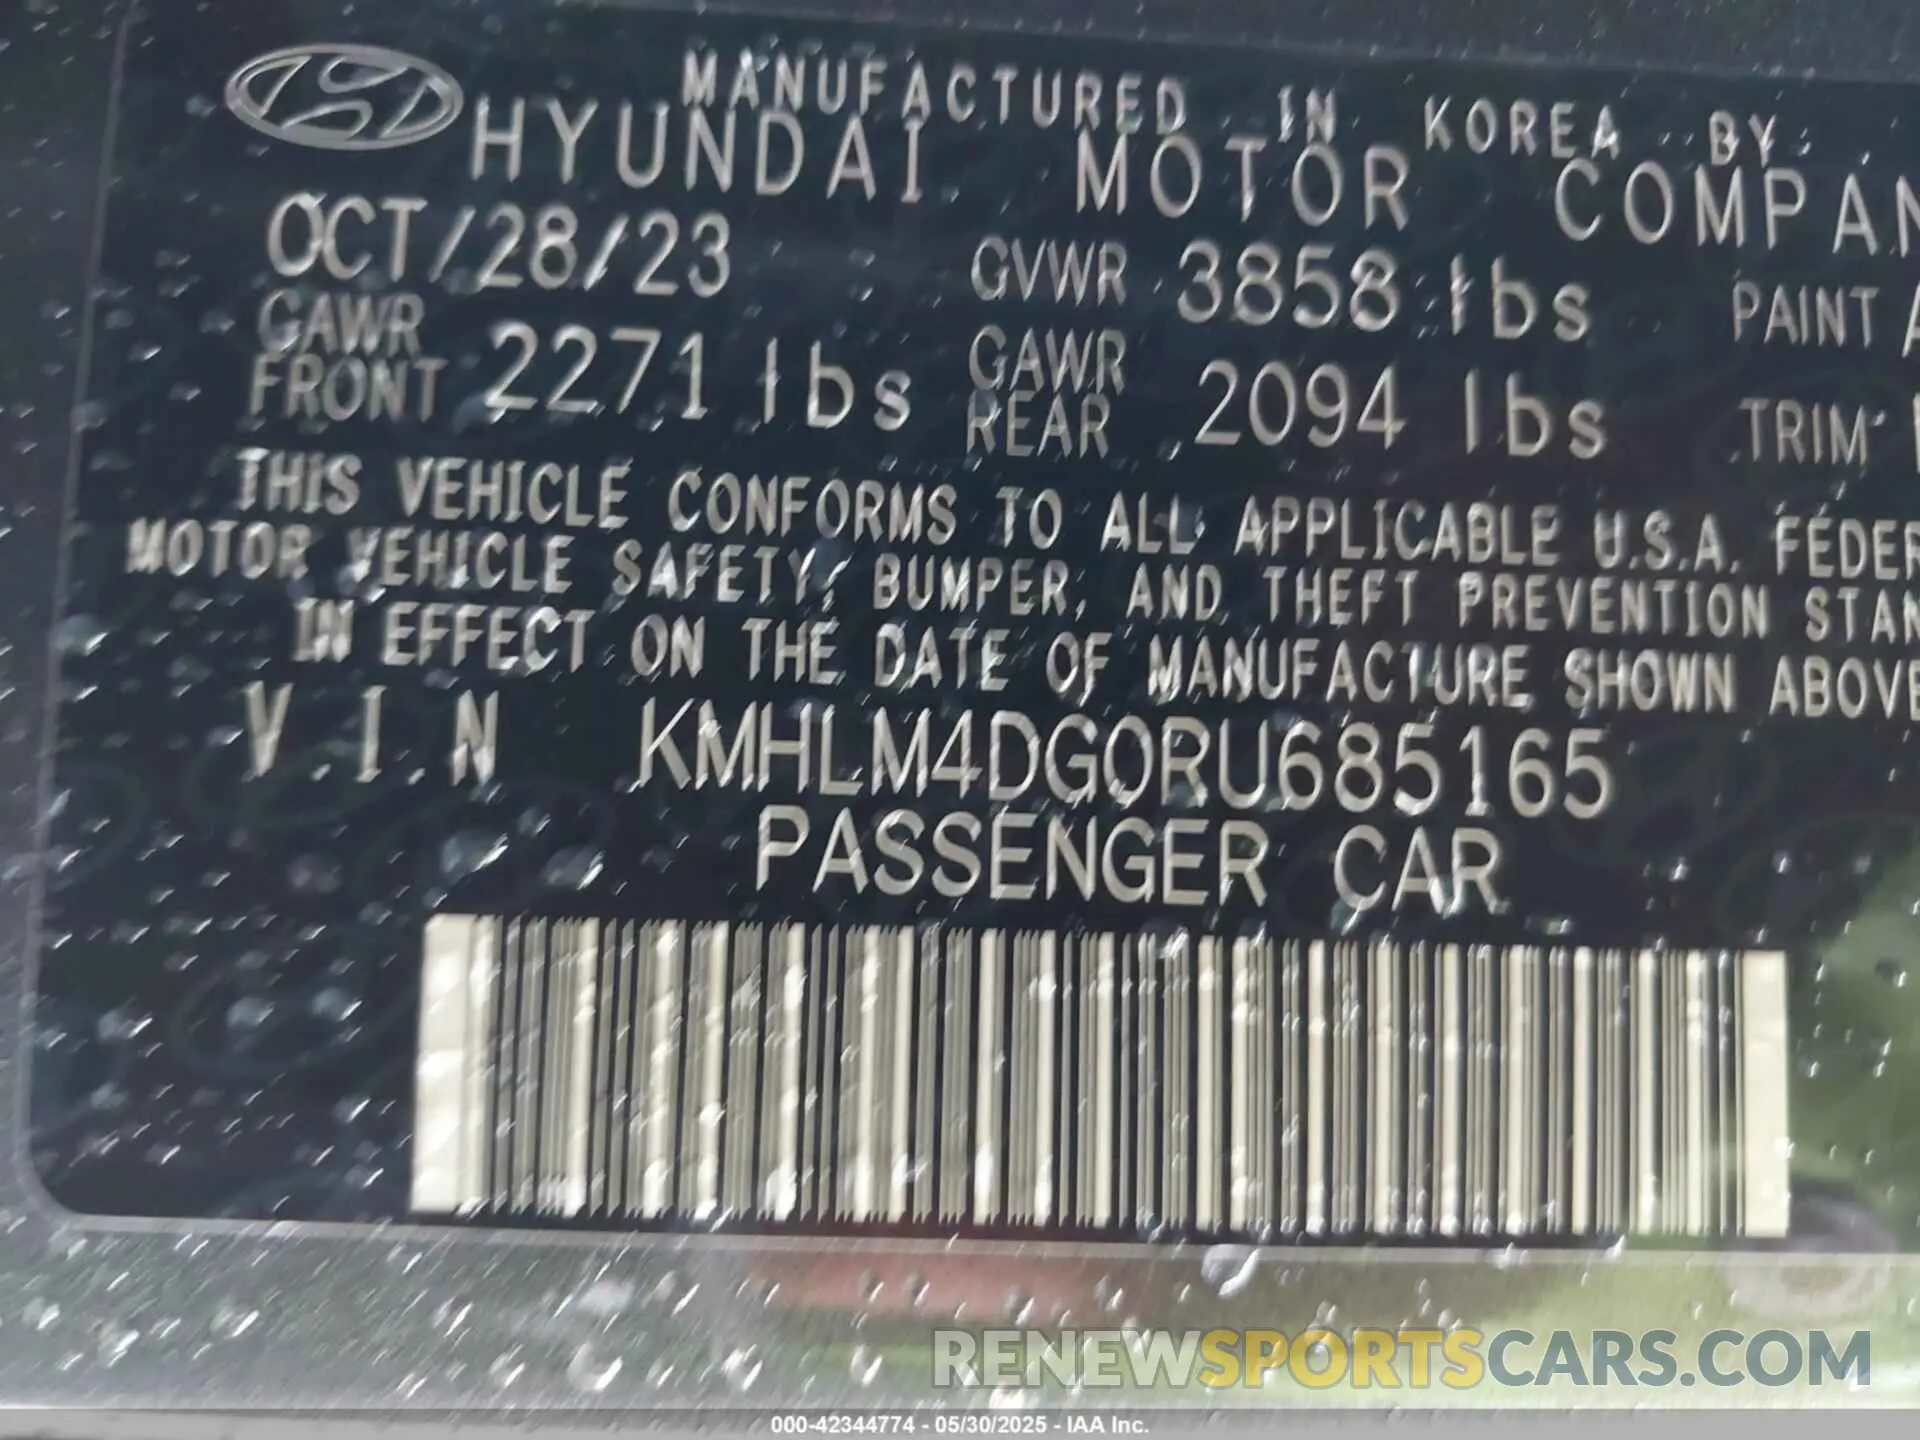 MANUFACTURED IN KOREA BY
HYUNDAI MOTOR COMPAN
OCT/28/23 GVWR 3858 lbs PAINT
GAWR FRONT 2271 lbs GAWR REAR 2094 lbs TRIM
THIS VEHICLE CONFORMS TO ALL APPLICABLE U.S.A. FEDER
MOTOR VEHICLE SAFETY, BUMPER, AND THEFT PREVENTION STAN
IN EFFECT ON THE DATE OF MANUFACTURE SHOWN ABOVE
V.I.N KMHLM4DG0RU685165
PASSENGER CAR
RENEWSPORTSCARS.COM
000-42344774 - 05/30/2025 - IAA Inc.